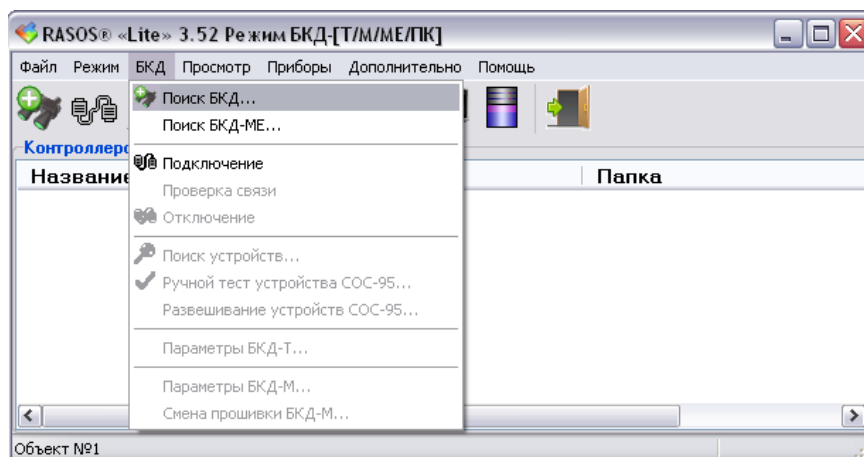 RASOS® «Lite» 3.52 Режим БКД-[Т/М/МЕ/ПК]
Файл Режим БКД Просмотр Приборы Дополнительно Помощь
Поиск БКД...
Поиск БКД-МЕ...
Контроллеро
Название Папка
Подключение
Проверка связи
Отключение
Поиск устройств...
Ручной тест устройства СОС-95...
Развешивание устройств СОС-95...
Параметры БКД-Т...
Параметры БКД-М...
Смена прошивки БКД-М...
Объект №1